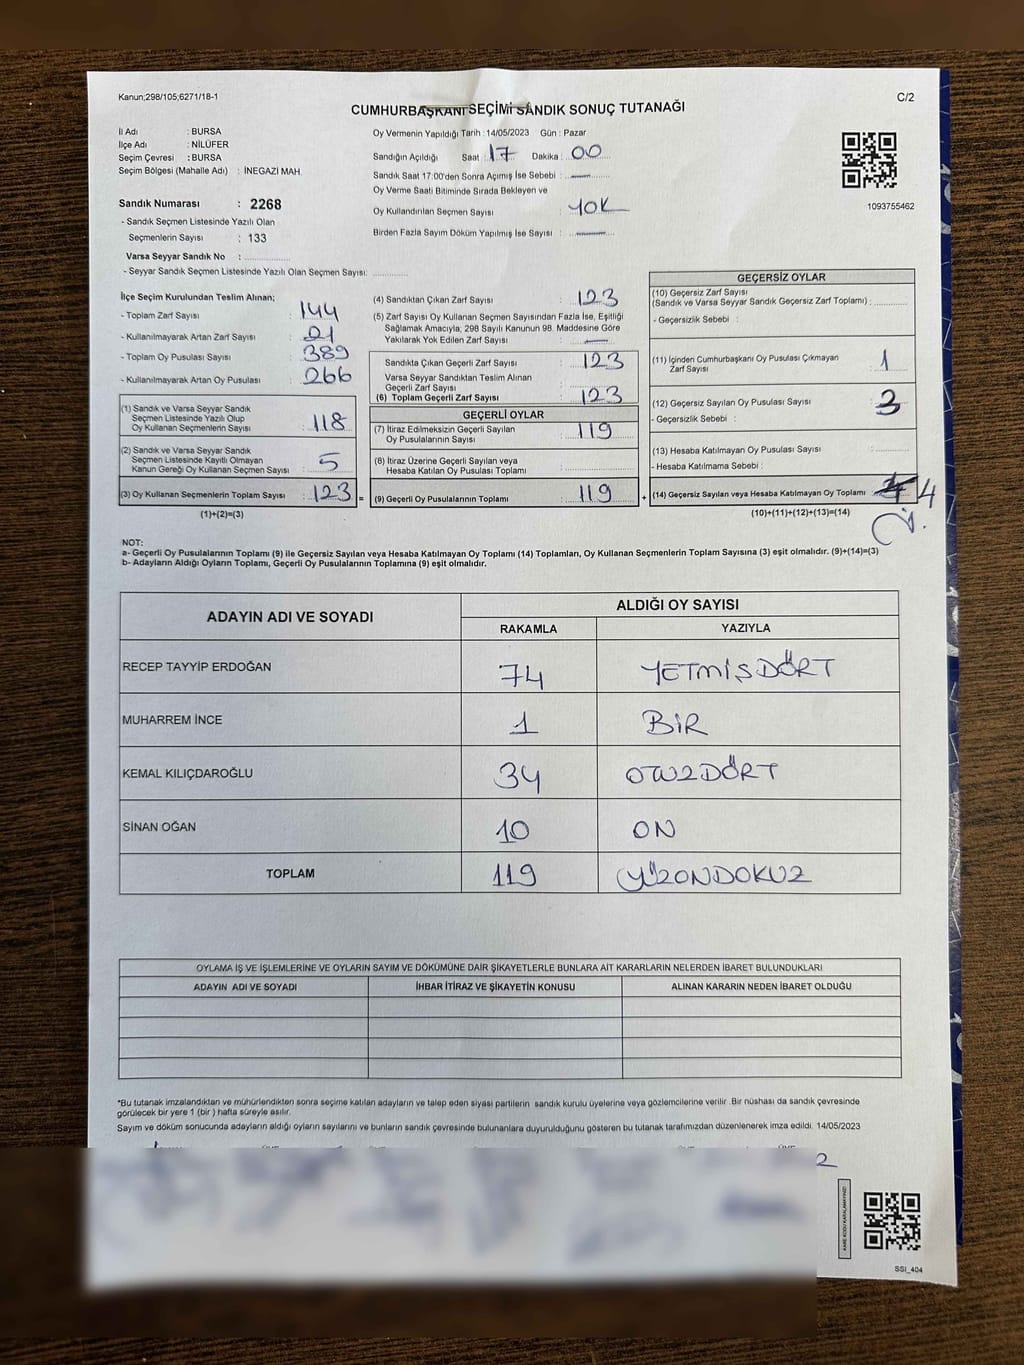 Kanun;298/105;6271/18-1
C/2
CUMHURBAŞKANI SEÇİMİ SANDIK SONUÇ TUTANAĞI
İl Adı : BURSA
İlçe Adı : NİLÜFER
Seçim Çevresi : BURSA
Seçim Bölgesi (Mahalle Adı) : İNEGAZI MAH.
Sandık Numarası : 2268
- Sandık Seçmen Listesinde Yazılı Olan
Seçmenlerin Sayısı : 133
Varsa Seyyar Sandık No :
- Seyyar Sandık Seçmen Listesinde Yazılı Olan Seçmen Sayısı:
Oy Vermenin Yapıldığı Tarih : 14/05/2023 Gün : Pazar
Sandığın Açıldığı Saat : 17 Dakika : 00
Sandık Saat 17:00'den Sonra Açımış İse Sebebi : —
Oy Verme Saati Bitiminde Sırada Bekleyen ve
Oy Kullandırılan Seçmen Sayısı : YOK
Birden Fazla Sayım Döküm Yapılmış İse Sayısı : —
1093755462
İlçe Seçim Kurulundan Teslim Alınan;
- Toplam Zarf Sayısı : 144
- Kullanılmayarak Artan Zarf Sayısı : 21
- Toplam Oy Pusulası Sayısı : 389
- Kullanılmayarak Artan Oy Pusulası : 266
(1) Sandık ve Varsa Seyyar Sandık
Seçmen Listesinde Yazılı Olup
Oy Kullanan Seçmenlerin Sayısı : 118
(2) Sandık ve Varsa Seyyar Sandık
Seçmen Listesinde Kayıtlı Olmayan
Kanun Gereği Oy Kullanan Seçmen Sayısı : 5
(3) Oy Kullanan Seçmenlerin Toplam Sayısı : 123 =
(1)+(2)=(3)
(4) Sandıktan Çıkan Zarf Sayısı : 123
(5) Zarf Sayısı Oy Kullanan Seçmen Sayısından Fazla İse, Eşitliği
Sağlamak Amacıyla, 298 Sayılı Kanunun 98. Maddesine Göre
Yakılarak Yok Edilen Zarf Sayısı : —
Sandıkta Çıkan Geçerli Zarf Sayısı : 123
Varsa Seyyar Sandıktan Teslim Alınan
Geçerli Zarf Sayısı :
(6) Toplam Geçerli Zarf Sayısı : 123
GEÇERLİ OYLAR
(7) İtiraz Edilmeksizin Geçerli Sayılan
Oy Pusulalarının Sayısı : 119
(8) İtiraz Üzerine Geçerli Sayılan veya
Hesaba Katılan Oy Pusulası Toplamı :
(9) Geçerli Oy Pusulalarının Toplamı : 119 +
GEÇERSİZ OYLAR
(10) Geçersiz Zarf Sayısı
(Sandık ve Varsa Seyyar Sandık Geçersiz Zarf Toplamı) :
- Geçersizlik Sebebi :
(11) İçinden Cumhurbaşkanı Oy Pusulası Çıkmayan
Zarf Sayısı : 1
(12) Geçersiz Sayılan Oy Pusulası Sayısı : 3
- Geçersizlik Sebebi :
(13) Hesaba Katılmayan Oy Pusulası Sayısı :
- Hesaba Katılmama Sebebi :
(14) Geçersiz Sayılan veya Hesaba Katılmayan Oy Toplamı : 4
(10)+(11)+(12)+(13)=(14)
NOT:
a- Geçerli Oy Pusulalarının Toplamı (9) ile Geçersiz Sayılan veya Hesaba Katılmayan Oy Toplamı (14) Toplamları, Oy Kullanan Seçmenlerin Toplam Sayısına (3) eşit olmalıdır. (9)+(14)=(3)
b- Adayların Aldığı Oyların Toplamı, Geçerli Oy Pusulalarının Toplamına (9) eşit olmalıdır.
ADAYIN ADI VE SOYADI ALDIĞI OY SAYISI
RAKAMLA YAZIYLA
RECEP TAYYİP ERDOĞAN 74 YETMİŞDÖRT
MUHARREM İNCE 1 BİR
KEMAL KILIÇDAROĞLU 34 OTUZDÖRT
SİNAN OĞAN 10 ON
TOPLAM 119 YÜZONDOKUZ
OYLAMA İŞ VE İŞLEMLERİNE VE OYLARIN SAYIM VE DÖKÜMÜNE DAİR ŞİKAYETLERLE BUNLARA AİT KARARLARIN NELERDEN İBARET BULUNDUKLARI
ADAYIN ADI VE SOYADI İHBAR İTİRAZ VE ŞİKAYETİN KONUSU ALINAN KARARIN NEDEN İBARET OLDUĞU
*Bu tutanak imzalandıktan ve mühürlendikten sonra seçime katılan adayların ve talep eden siyasi partilerin sandık kurulu üyelerine veya gözlemcilerine verilir .Bir nüshası da sandık çevresinde
görülecek bir yere 1 (bir ) hafta süreyle asılır.
Sayım ve döküm sonucunda adayların aldığı oyların sayılarını ve bunların sandık çevresinde bulunanlara duyurulduğunu gösteren bu tutanak tarafımızdan düzenlenerek imza edildi. 14/05/2023
KARE KODU KARALAMAYINIZ!
SSI_404